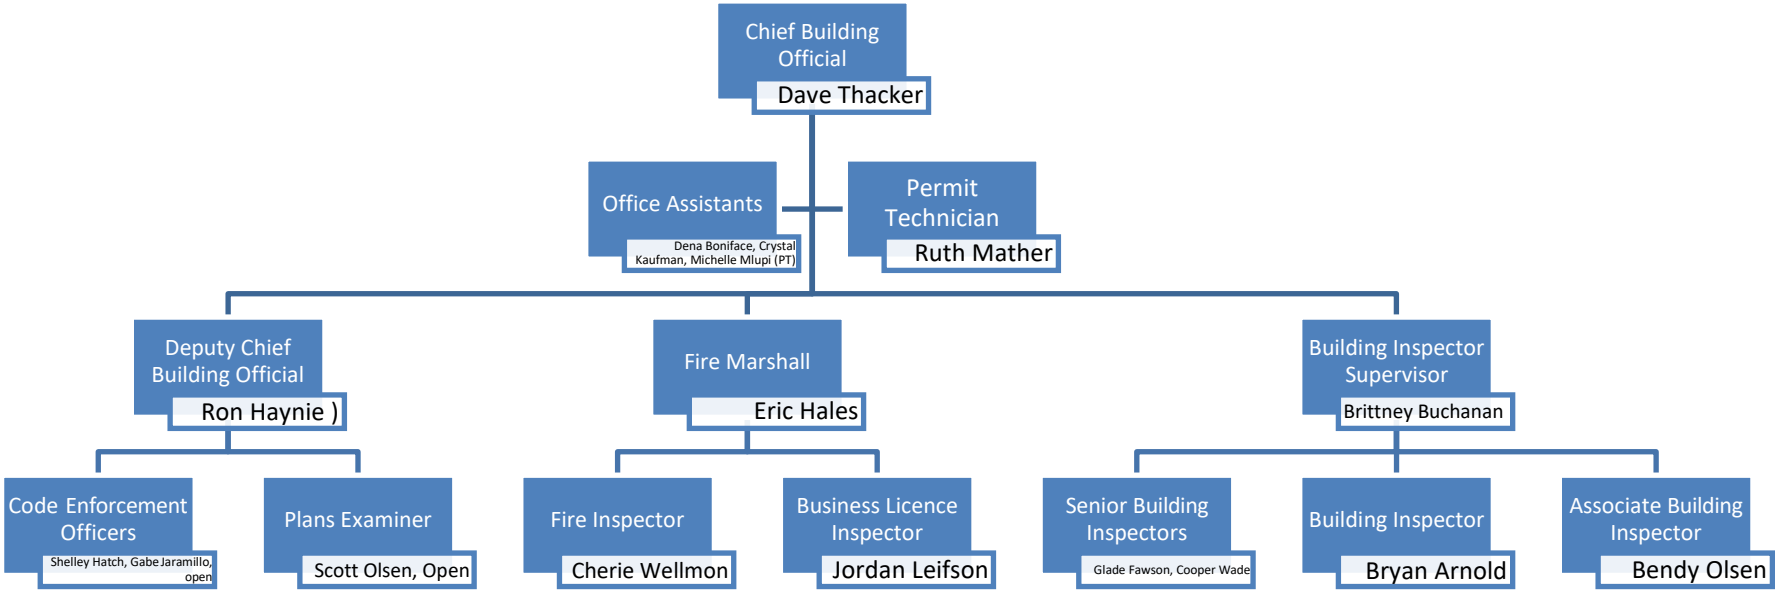 Chief Building
Official
Dave Thacker
Office Assistants
Dena Boniface, Crystal
Kaufman, Michelle Mlupi (PT)
Permit
Technician
Ruth Mather
Deputy Chief
Building Official
Ron Haynie )
Fire Marshall
Eric Hales
Building Inspector
Supervisor
Brittney Buchanan
Code Enforcement
Officers
Shelley Hatch, Gabe Jaramillo,
open
Plans Examiner
Scott Olsen, Open
Fire Inspector
Cherie Wellmon
Business Licence
Inspector
Jordan Leifson
Senior Building
Inspectors
Glade Fawson, Cooper Wade
Building Inspector
Bryan Arnold
Associate Building
Inspector
Bendy Olsen